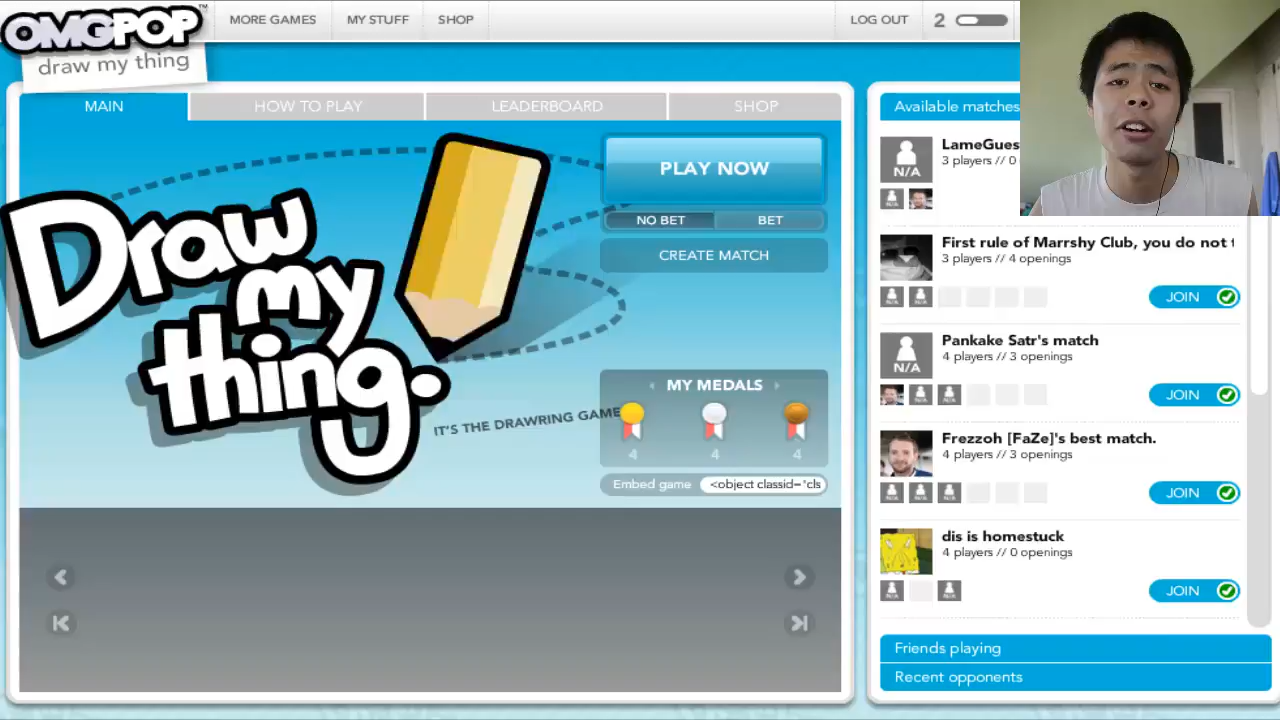 OMGPOP™
draw my thing
MORE GAMES
MY STUFF
SHOP
LOG OUT
2
MAIN
HOW TO PLAY
LEADERBOARD
SHOP
Draw
my
thing.
IT'S THE DRAWRING GAME
PLAY NOW
NO BET
BET
CREATE MATCH
MY MEDALS
4
4
4
Embed game
<object classid='cls
Available matches
N/A
LameGues
3 players // 0
First rule of Marrshy Club, you do not t
3 players // 4 openings
JOIN
N/A
Pankake Satr's match
4 players // 3 openings
JOIN
Frezzoh [FaZe]'s best match.
4 players // 3 openings
JOIN
dis is homestuck
4 players // 0 openings
JOIN
Friends playing
Recent opponents